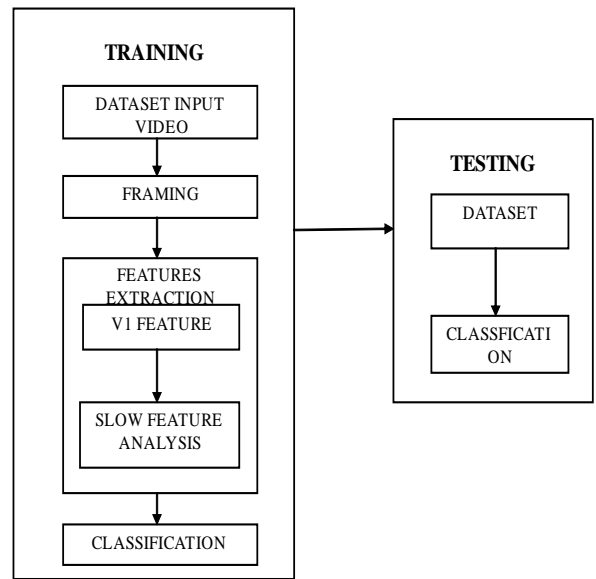 TRAINING
DATASET INPUT
VIDEO
FRAMING
FEATURES
EXTRACTION
V1 FEATURE
SLOW FEATURE
ANALYSIS
CLASSIFICATION
TESTING
DATASET
CLASSFICATI
ON